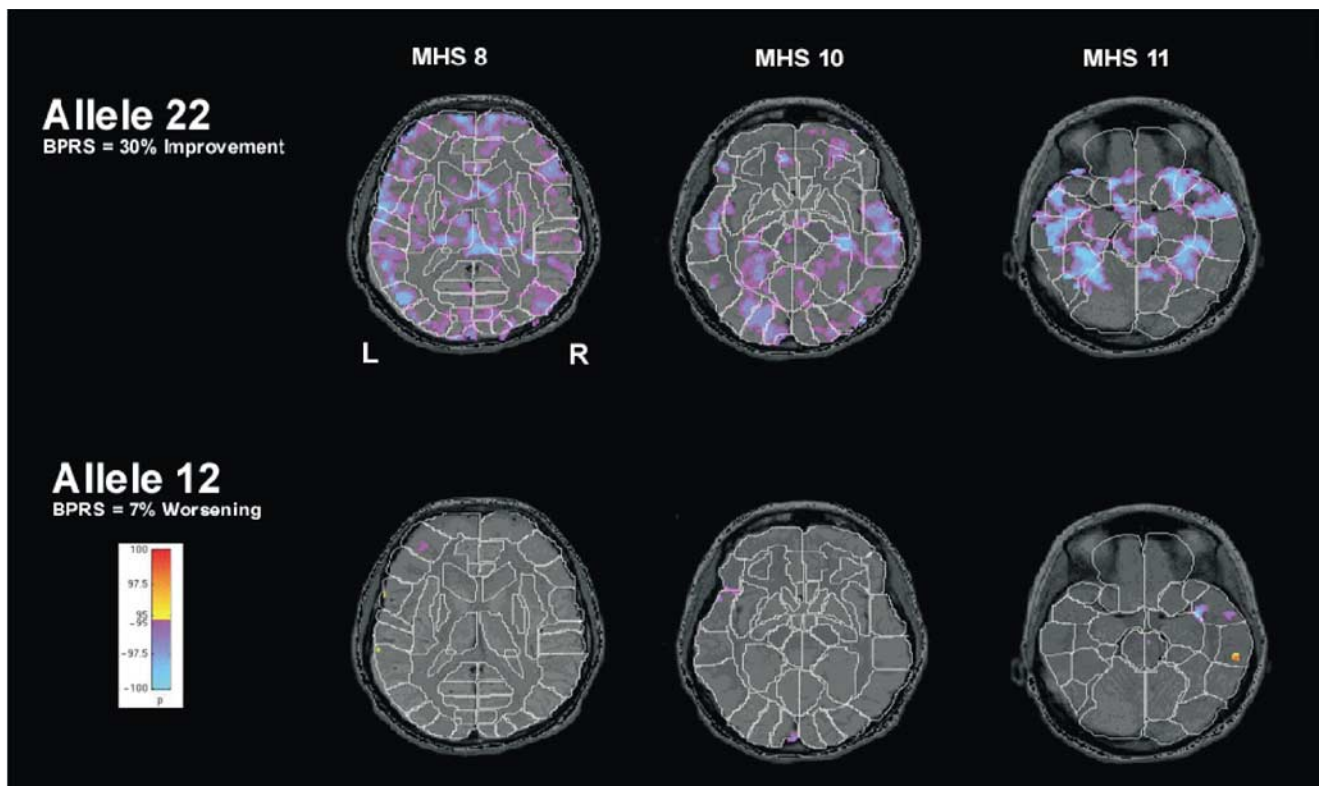 MHS 8
MHS 10
MHS 11
Allele 22
BPRS = 30% Improvement
L
R
Allele 12
BPRS = 7% Worsening
100
97.5
95
-95
-97.5
-100
p